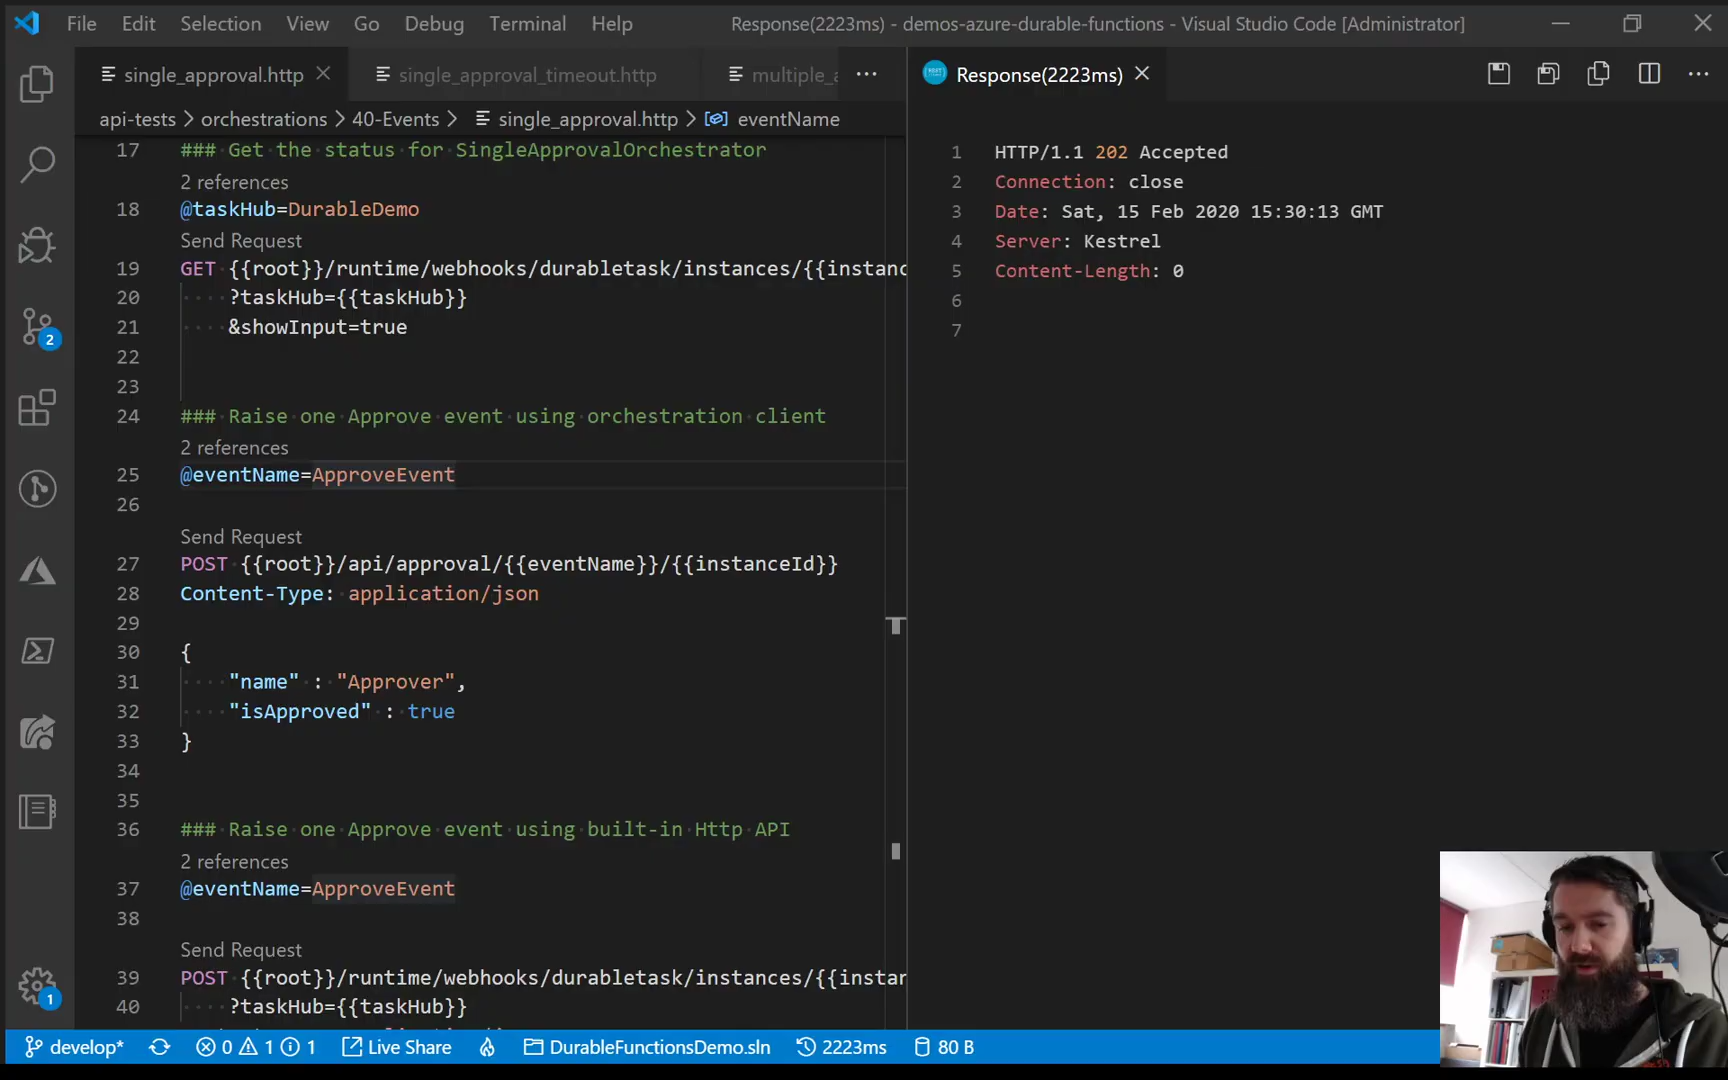 File Edit Selection View Go Debug Terminal Help Response(2223ms) - demos-azure-durable-functions - Visual Studio Code [Administrator]
single_approval.http single_approval_timeout.http multiple_a ···
Response(2223ms)
api-tests > orchestrations > 40-Events > single_approval.http > eventName
17 ### Get the status for SingleApprovalOrchestrator
2 references
18 @taskHub=DurableDemo
Send Request
19 GET {{root}}/runtime/webhooks/durabletask/instances/{{instanc
20 ?taskHub={{taskHub}}
21 &showInput=true
22
23
24 ### Raise one Approve event using orchestration client
2 references
25 @eventName=ApproveEvent
26
Send Request
27 POST {{root}}/api/approval/{{eventName}}/{{instanceId}}
28 Content-Type: application/json
29
30 {
31 "name" : "Approver",
32 "isApproved" : true
33 }
34
35
36 ### Raise one Approve event using built-in Http API
2 references
37 @eventName=ApproveEvent
38
Send Request
39 POST {{root}}/runtime/webhooks/durabletask/instances/{{instan
40 ?taskHub={{taskHub}}
1 HTTP/1.1 202 Accepted
2 Connection: close
3 Date: Sat, 15 Feb 2020 15:30:13 GMT
4 Server: Kestrel
5 Content-Length: 0
6
7
2
1
develop* 0 1 1 Live Share DurableFunctionsDemo.sln 2223ms 80 B